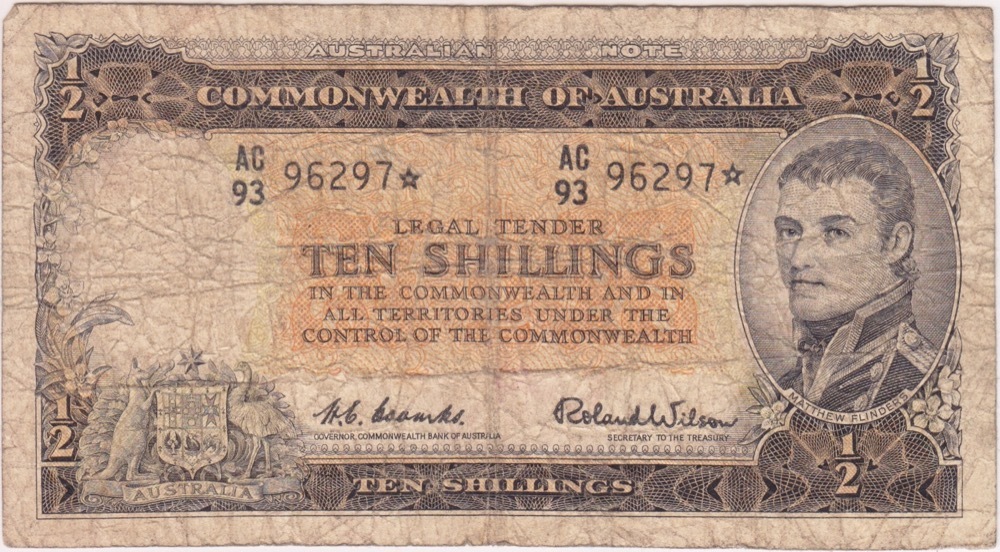 AUSTRALIAN NOTE
1/2 1/2
COMMONWEALTH OF AUSTRALIA
AC 93 96297☆ AC 93 96297☆
LEGAL TENDER
TEN SHILLINGS
IN THE COMMONWEALTH AND IN
ALL TERRITORIES UNDER THE
CONTROL OF THE COMMONWEALTH
H.C. Coombs. Roland Wilson
GOVERNOR, COMMONWEALTH BANK OF AUSTRALIA SECRETARY TO THE TREASURY
MATTHEW FLINDERS
1/2 1/2
AUSTRALIA
TEN SHILLINGS